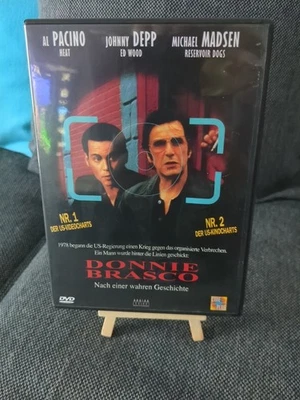 AL PACINO JOHNNY DEPP MICHAEL MADSEN
HEAT ED WOOD RESERVOIR DOGS
NR. 1
DER US-VIDEOCHARTS
NR. 2
DER US-KINOCHARTS
1978 begann die US-Regierung einen Krieg gegen das organisierte Verbrechen.
Ein Mann wurde hinter die Linien geschickt:
DONNIE
BRASCO
Nach einer wahren Geschichte
DVD